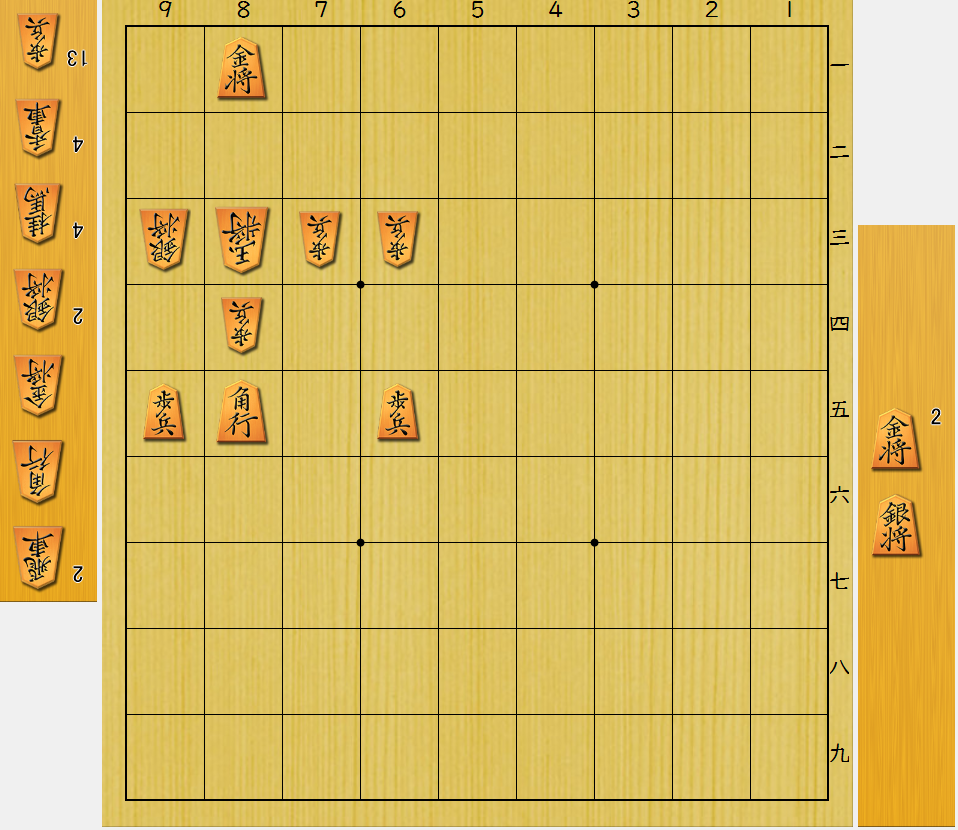 9 8 7 6 5 4 3 2 1
歩兵 13
香車 4
桂馬 4
銀将 2
金将
角行
飛車 2
金将
銀将 玉将 歩兵 歩兵
歩兵
歩兵 角行 歩兵
一
二
三
四
五
六
七
八
九
金将 2
銀将